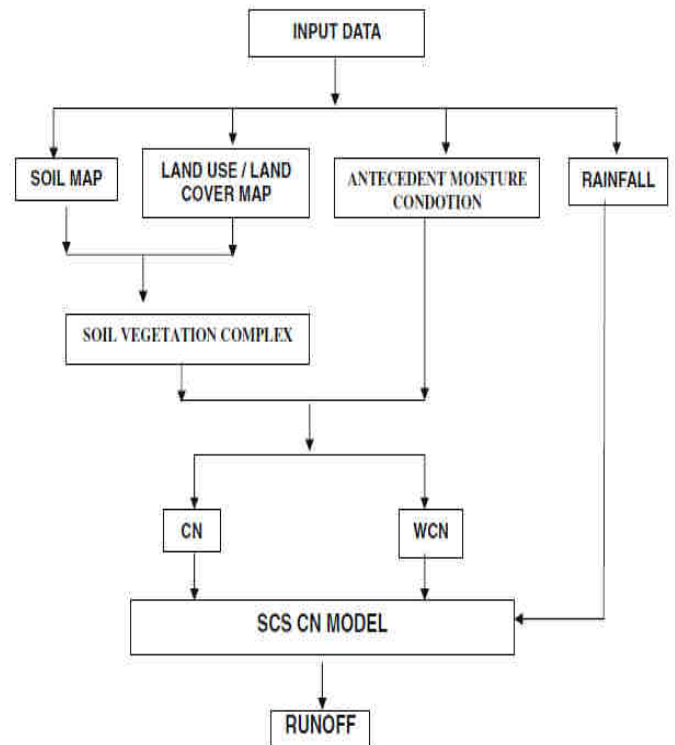 INPUT DATA
SOIL MAP
LAND USE / LAND
COVER MAP
ANTECEDENT MOISTURE
CONDOTION
RAINFALL
SOIL VEGETATION COMPLEX
CN
WCN
SCS CN MODEL
RUNOFF